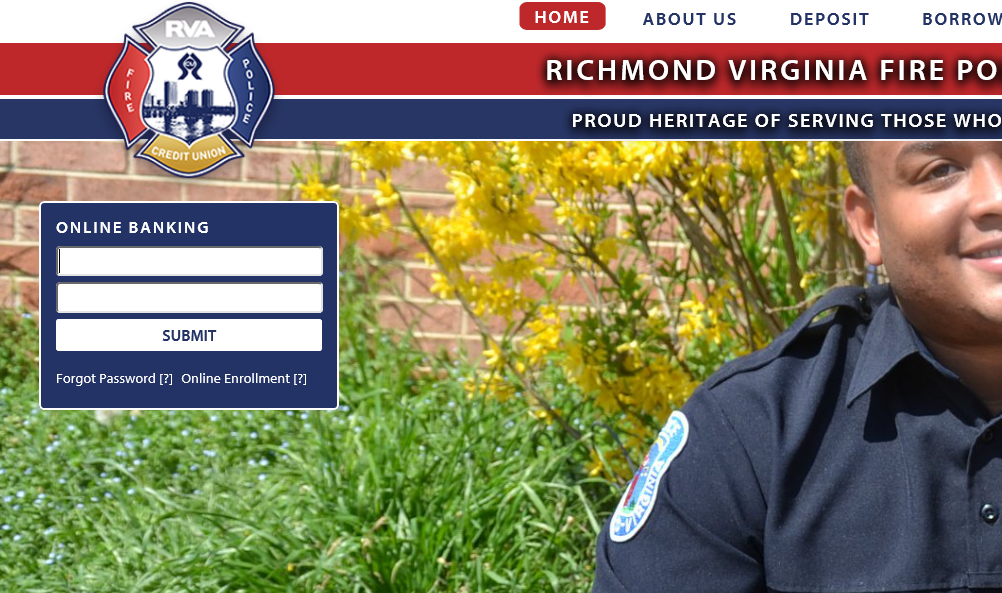 HOME
ABOUT US
DEPOSIT
BORROW
RVA
FIRE
POLICE
CREDIT UNION
RICHMOND VIRGINIA FIRE PO
PROUD HERITAGE OF SERVING THOSE WHO
ONLINE BANKING
SUBMIT
Forgot Password [?] Online Enrollment [?]